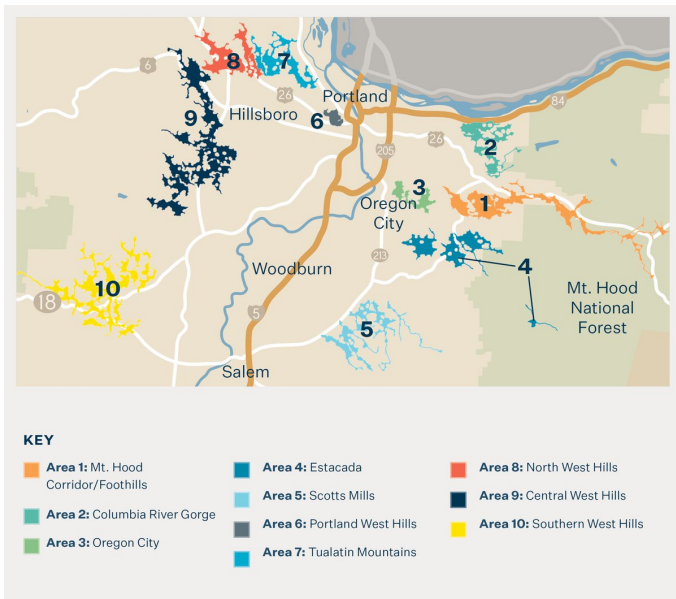 6
8
7
26
Portland
9
Hillsboro
6
84
26
2
205
3
1
Oregon
City
213
4
Woodburn
10
18
Mt. Hood
National
Forest
5
5
Salem
KEY
Area 1: Mt. Hood
Corridor/Foothills
Area 2: Columbia River Gorge
Area 3: Oregon City
Area 4: Estacada
Area 5: Scotts Mills
Area 6: Portland West Hills
Area 7: Tualatin Mountains
Area 8: North West Hills
Area 9: Central West Hills
Area 10: Southern West Hills